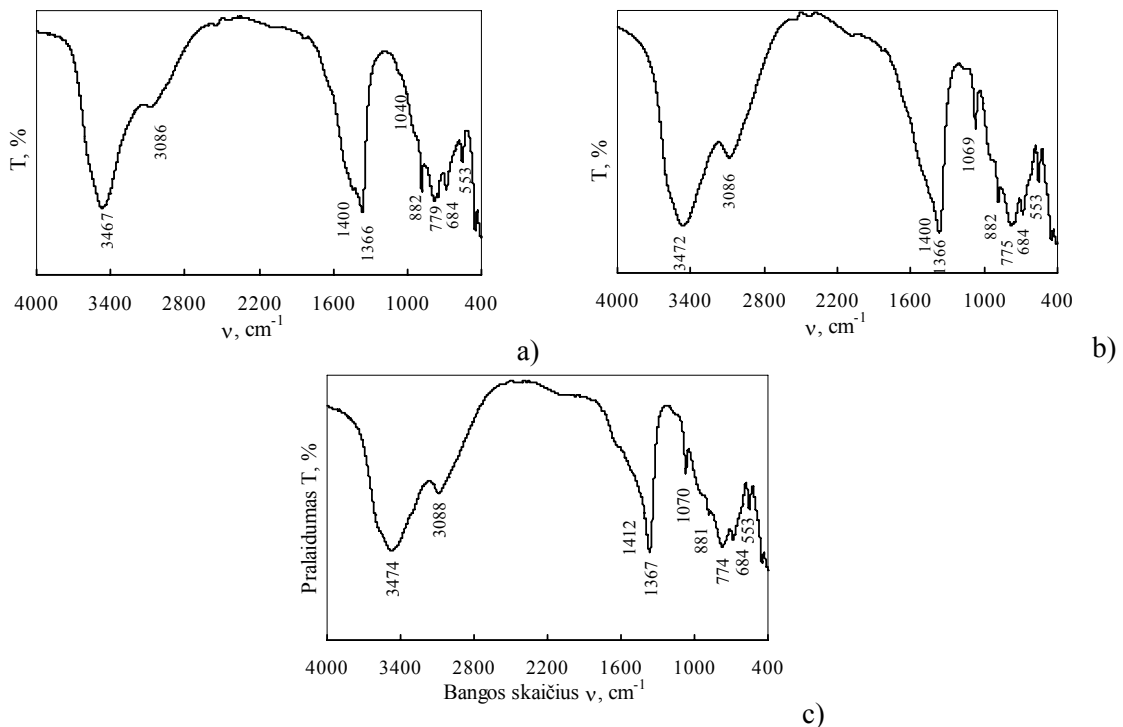 T, %
3467
3086
1400
1366
1040
882
779
684
553
4000 3400 2800 2200 1600 1000 400
ν, cm-1
a)
T, %
3472
3086
1400
1366
1069
882
775
684
553
4000 3400 2800 2200 1600 1000 400
ν, cm-1
b)
Pralaidumas T, %
3474
3088
1412
1367
1070
881
774
684
553
4000 3400 2800 2200 1600 1000 400
Bangos skaičius ν, cm-1
c)